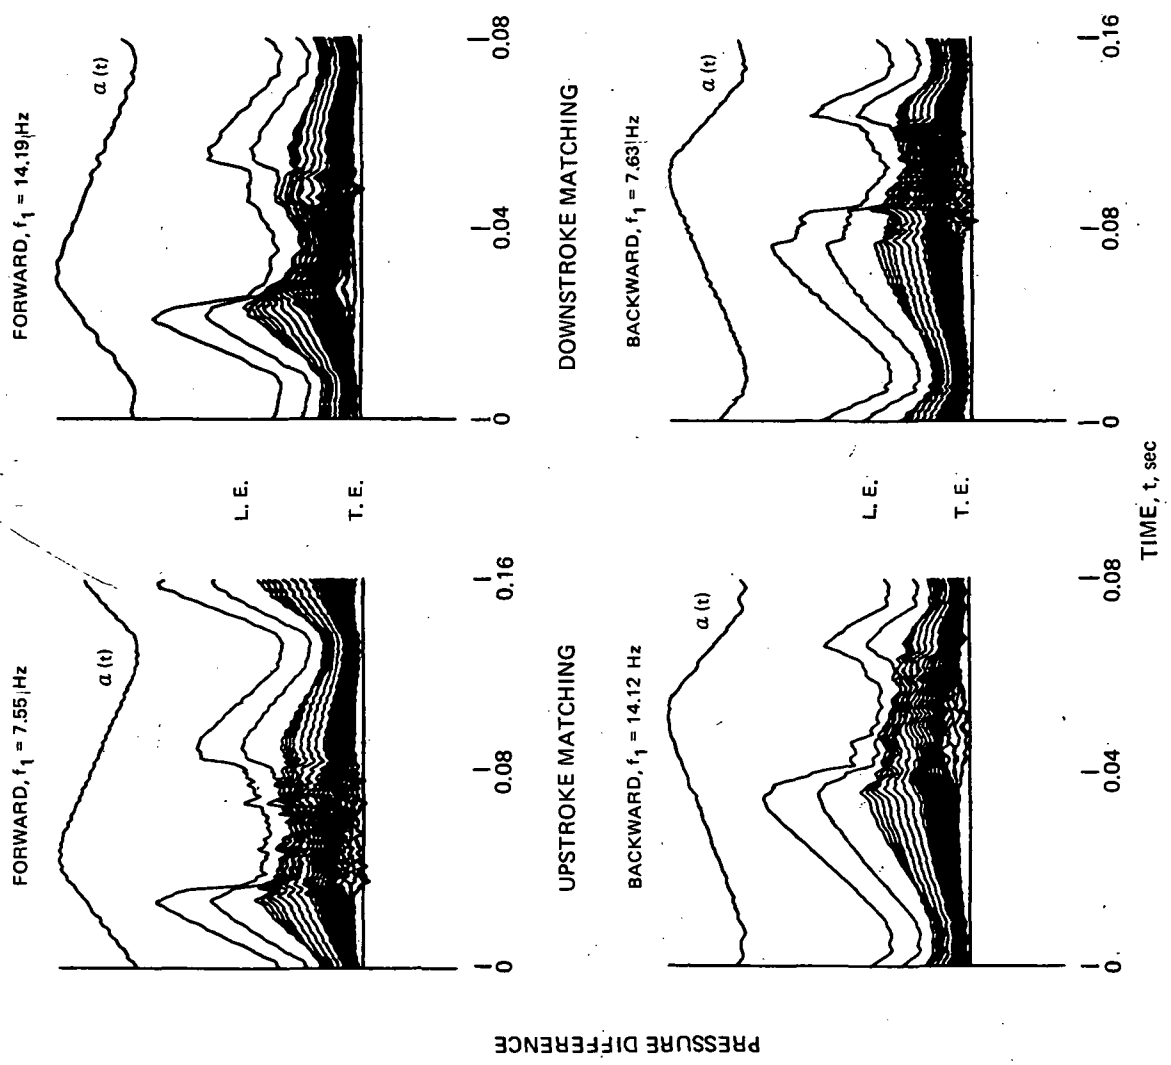 FORWARD, f1 = 7.55 Hz
α (t)
L. E.
T. E.
0
0.08
0.16
FORWARD, f1 = 14.19 Hz
α (t)
0
0.04
0.08
UPSTROKE MATCHING
DOWNSTROKE MATCHING
BACKWARD, f1 = 14.12 Hz
α (t)
L. E.
T. E.
0
0.04
0.08
BACKWARD, f1 = 7.63 Hz
α (t)
0
0.08
0.16
PRESSURE DIFFERENCE
TIME, t, sec